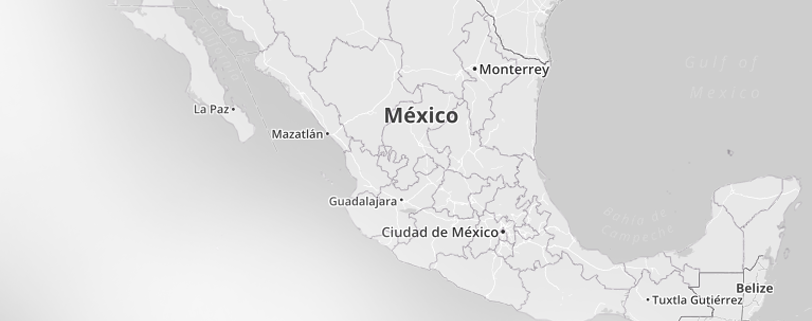 Gulf of
Mexico
Monterrey
La Paz
México
Mazatlán
Guadalajara
Bahía de
Campeche
Ciudad de México
Belize
Tuxtla Gutiérrez